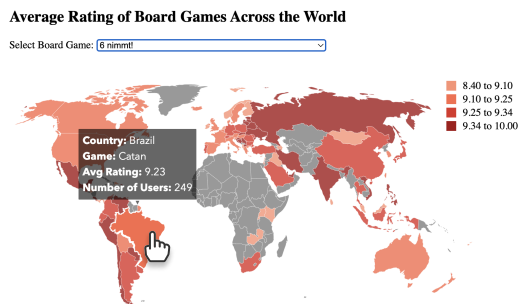 Average Rating of Board Games Across the World
Select Board Game: 6 nimmt!
8.40 to 9.10
9.10 to 9.25
9.25 to 9.34
9.34 to 10.00
Country: Brazil
Game: Catan
Avg Rating: 9.23
Number of Users: 249